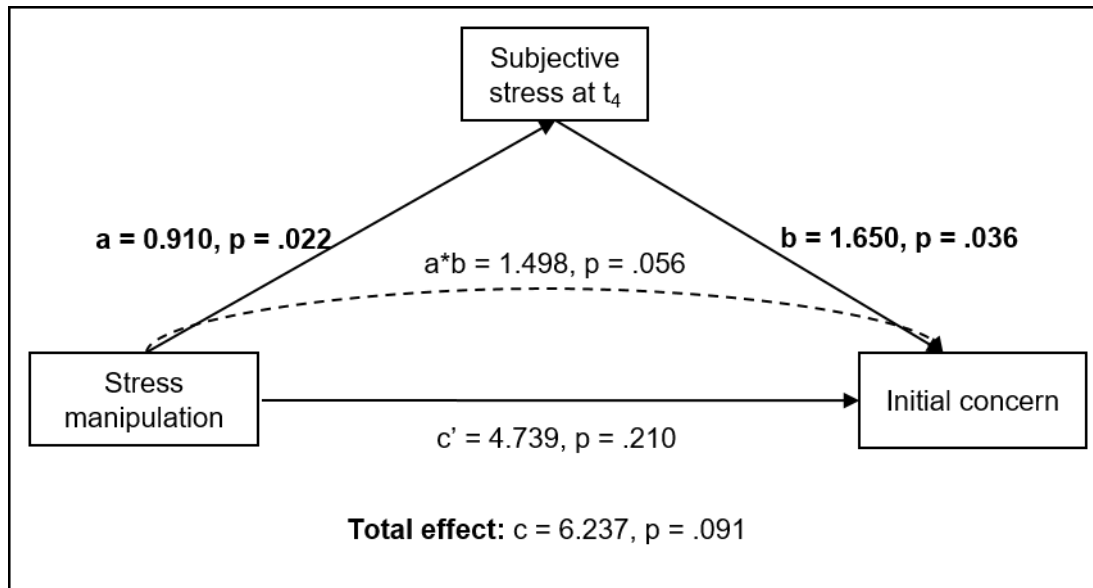 Subjective
stress at t₄
a = 0.910, p = .022
b = 1.650, p = .036
a*b = 1.498, p = .056
Stress
manipulation
Initial concern
c’ = 4.739, p = .210
Total effect: c = 6.237, p = .091